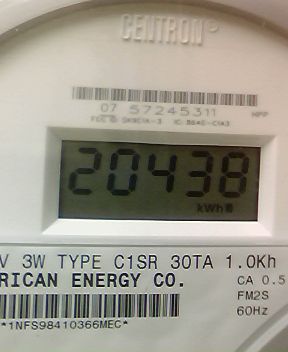 CENTRON®
07 57245311
20438
kWh
V 3W TYPE C1SR 30TA 1.0Kh
RICAN ENERGY CO.
CA 0.5
FM2S
60Hz
*1NFS98410366MEC*